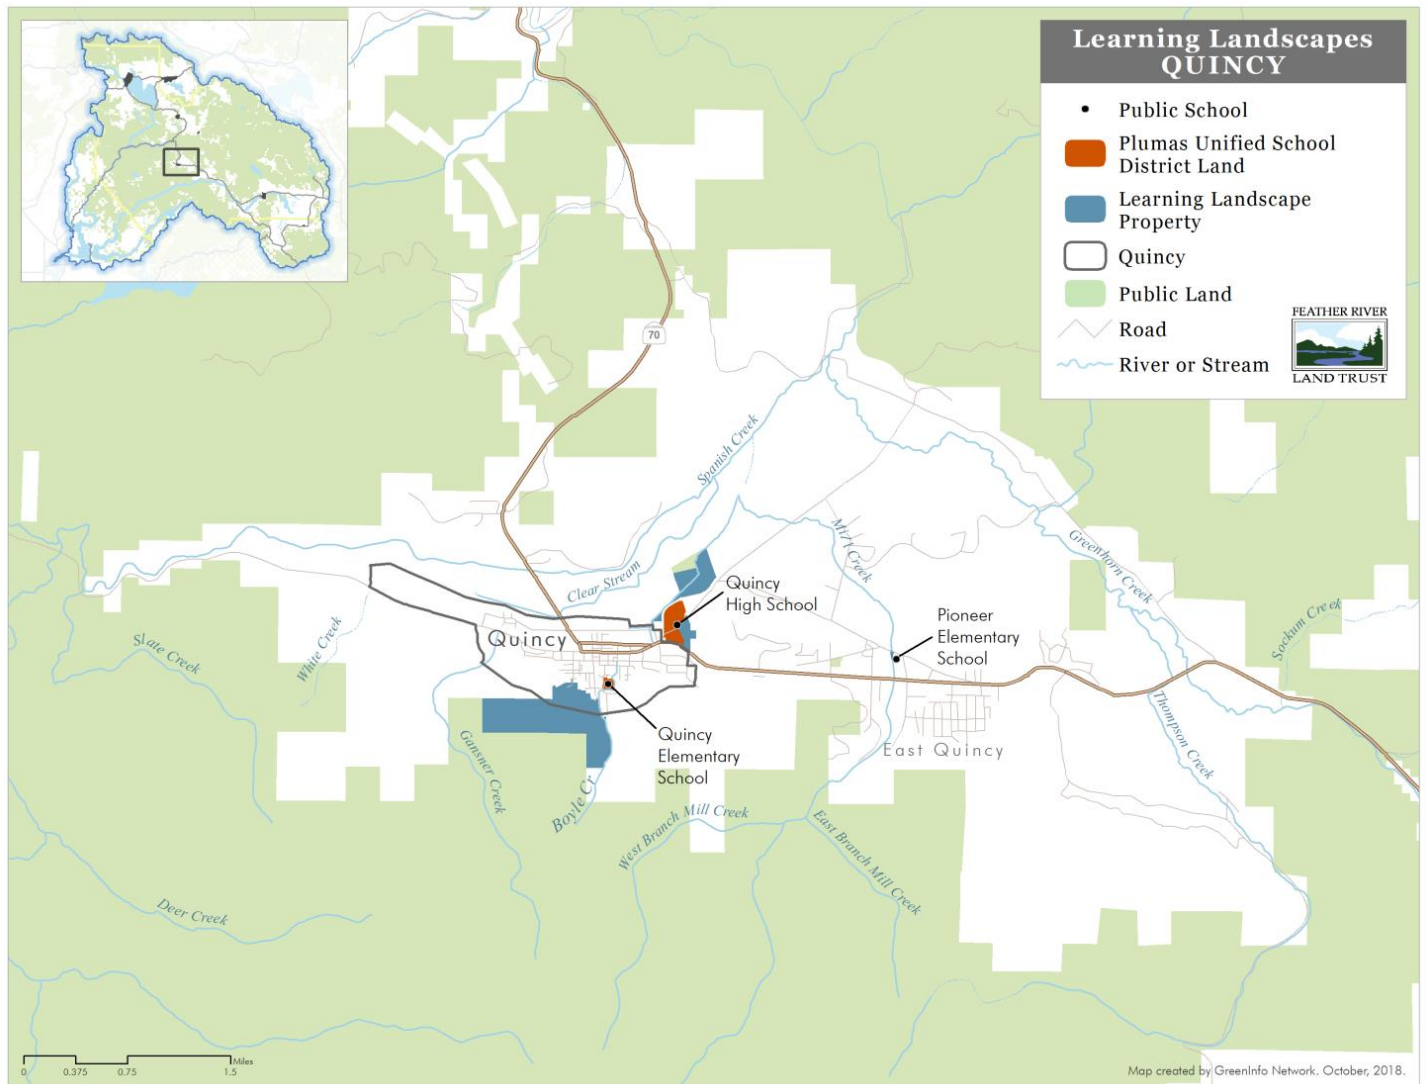 Learning Landscapes
QUINCY
Public School
Plumas Unified School
District Land
Learning Landscape
Property
Quincy
Public Land
Road
River or Stream
FEATHER RIVER
LAND TRUST
70
Spanish Creek
Mill Creek
Greenhorn Creek
Clear Stream
Quincy
High School
Pioneer
Elementary
School
Sockum Creek
Slate Creek
White Creek
Quincy
Thompson Creek
Quincy
Elementary
School
East Quincy
Gansner Creek
Boyle Cr
West Branch Mill Creek
East Branch Mill Creek
Deer Creek
Miles
0 0.375 0.75 1.5
Map created by GreenInfo Network. October, 2018.